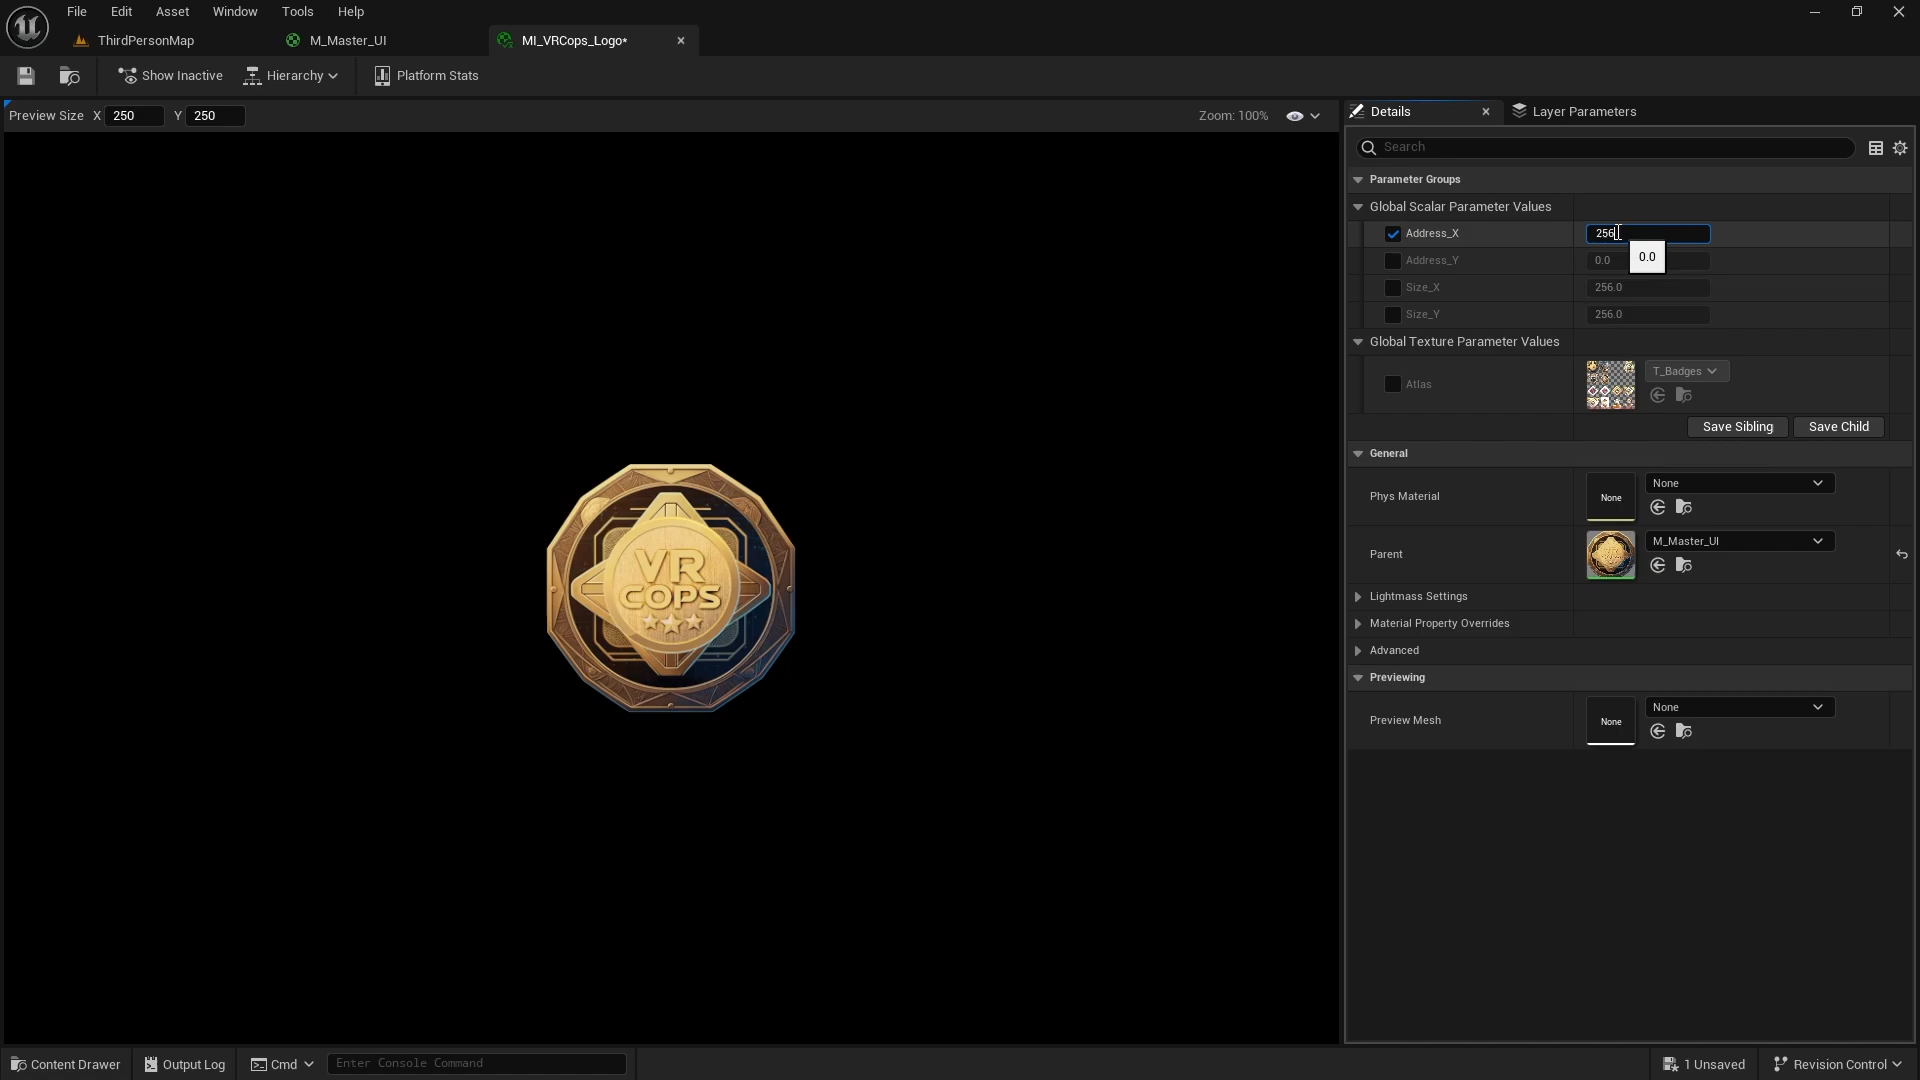 File Edit Asset Window Tools Help
ThirdPersonMap M_Master_UI MI_VRCops_Logo*
Show Inactive Hierarchy Platform Stats
Preview Size X 250 Y 250 Zoom: 100%
Details Layer Parameters
Search
Parameter Groups
Global Scalar Parameter Values
Address_X 256
0.0
Address_Y 0.0
Size_X 256.0
Size_Y 256.0
Global Texture Parameter Values
Atlas T_Badges
Save Sibling Save Child
General
Phys Material None None
Parent M_Master_UI
Lightmass Settings
Material Property Overrides
Advanced
Previewing
Preview Mesh None None
VR
COPS
Content Drawer Output Log Cmd Enter Console Command 1 Unsaved Revision Control